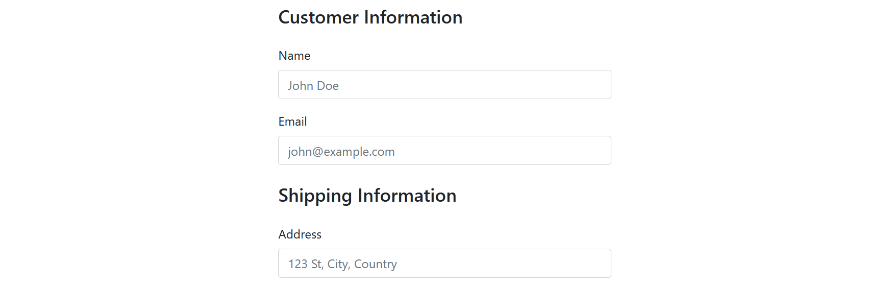 Customer Information
Name
John Doe
Email
john@example.com
Shipping Information
Address
123 St, City, Country